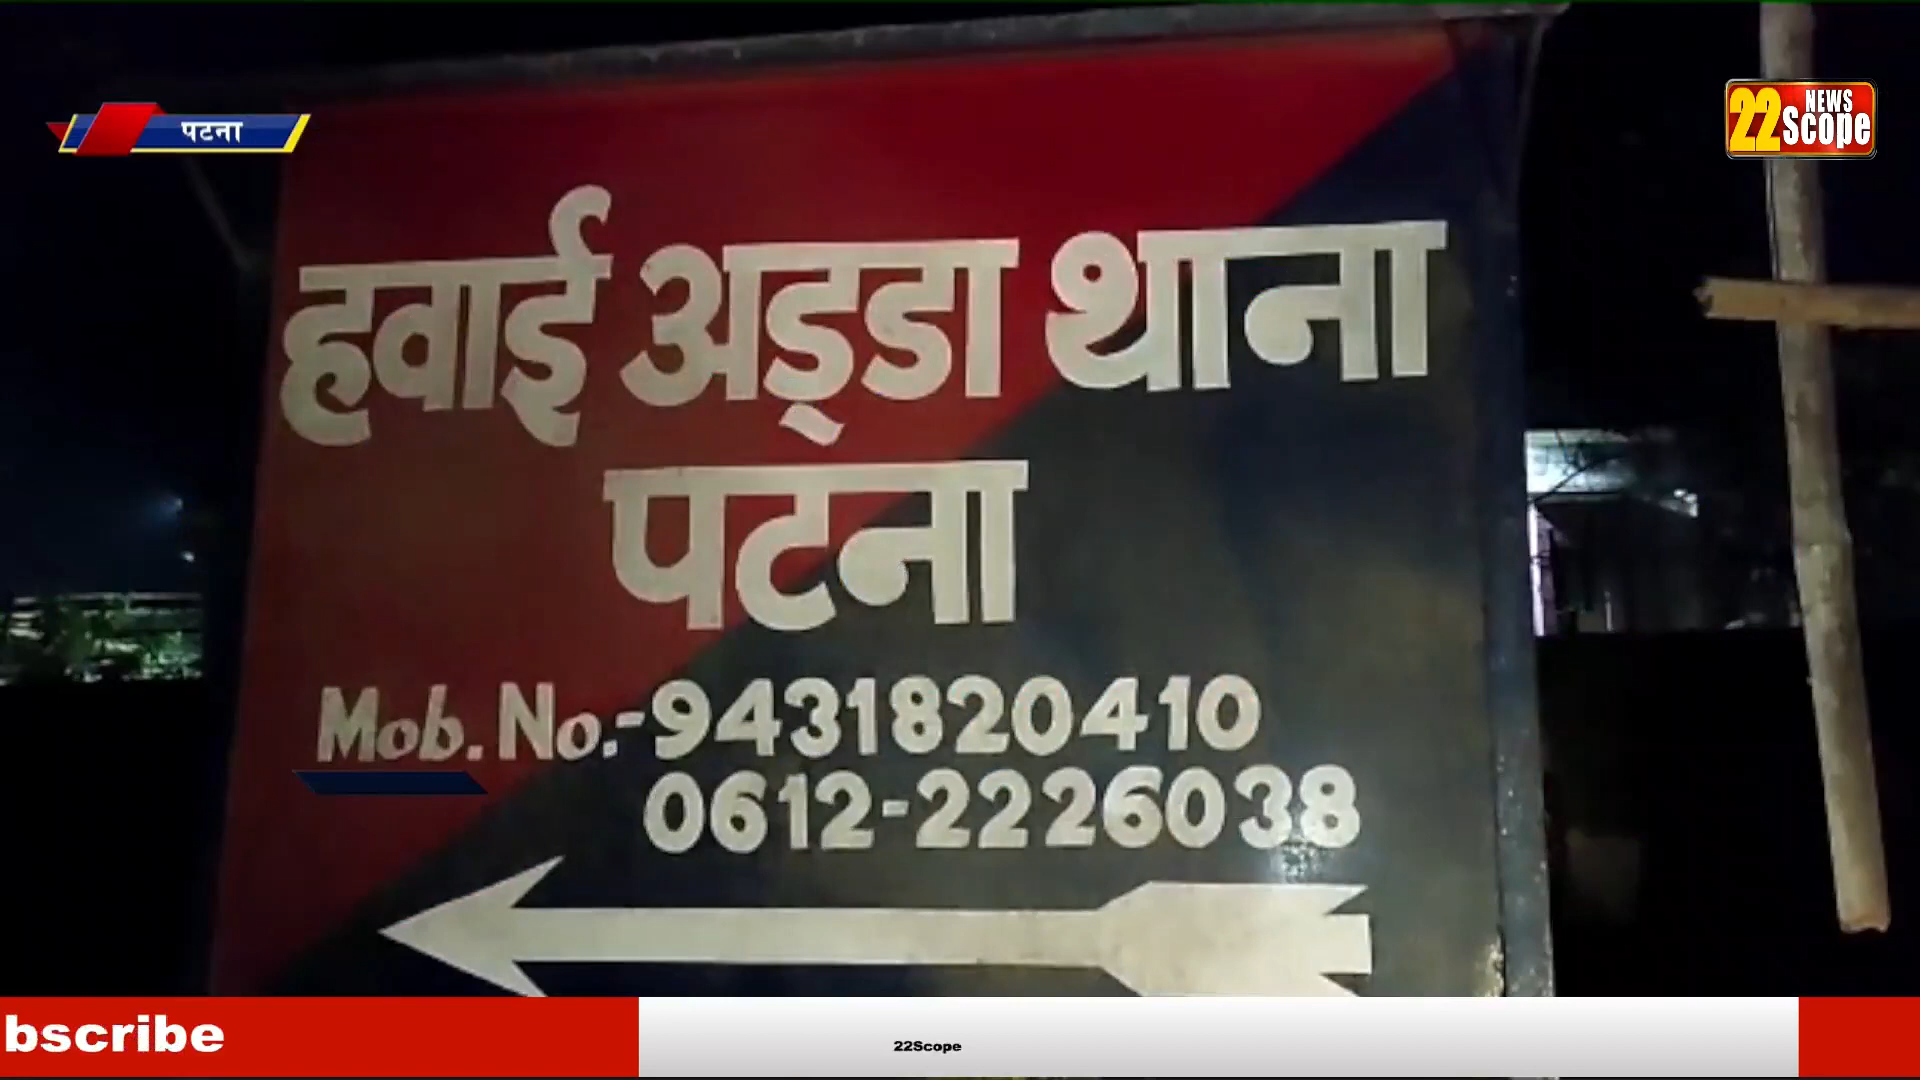 पटना
22 NEWS Scope
हवाई अड्डा थाना
पटना
Mob. No.-9431820410
0612-2226038
bscribe
22Scope